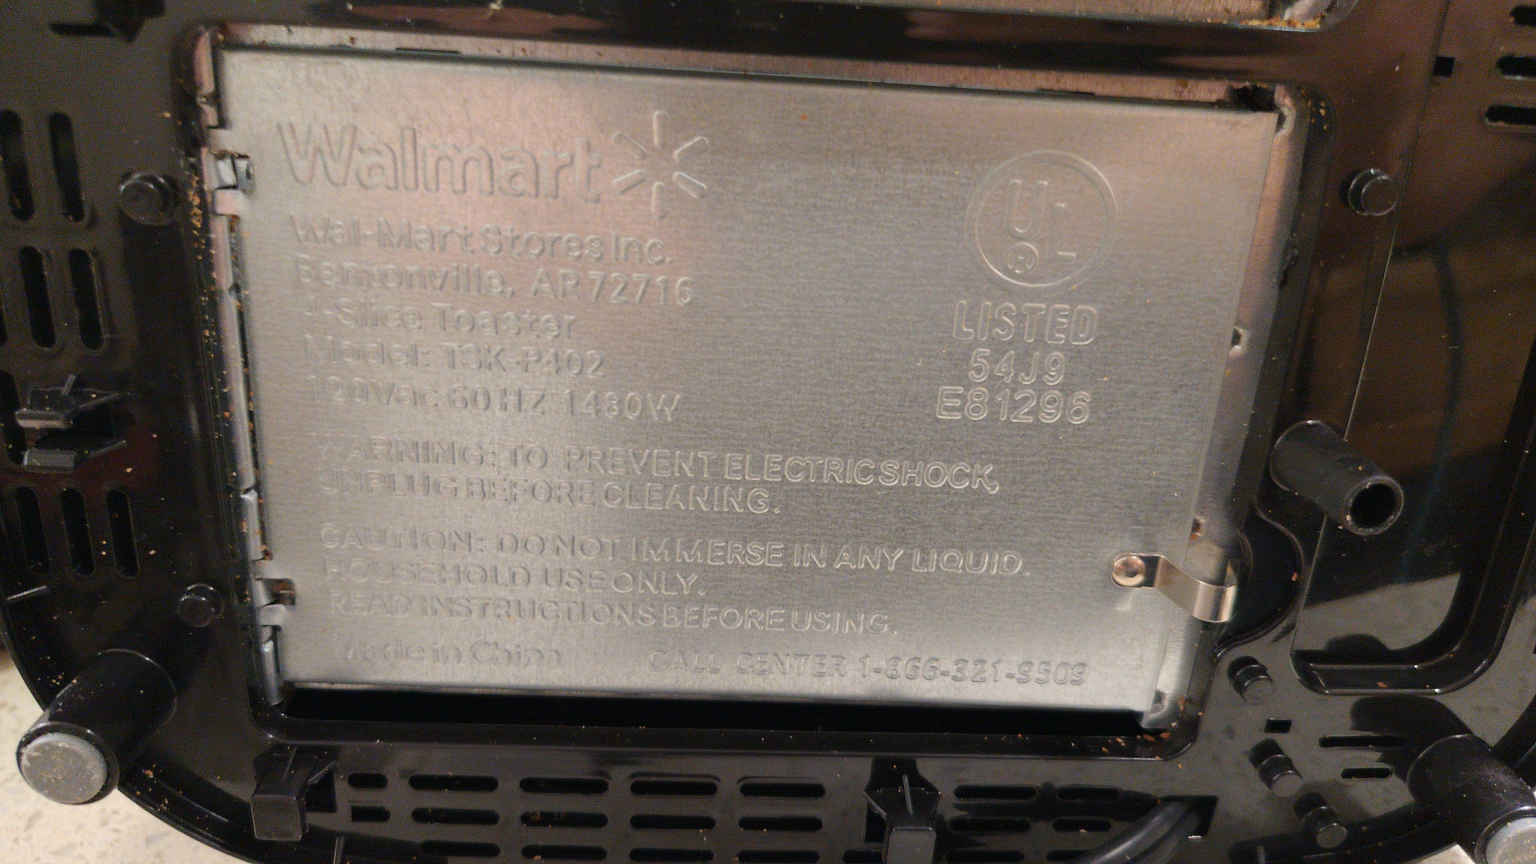 Walmart
Wal-Mart Stores Inc.
Bentonville, AR 72716
4-Slice Toaster
Model: TSK-P402
120Vac 60HZ 1480W
UL
R
LISTED
54J9
E81296
WARNING: TO PREVENT ELECTRIC SHOCK,
UNPLUG BEFORE CLEANING.
CAUTION: DO NOT IMMERSE IN ANY LIQUID.
HOUSEHOLD USE ONLY.
READ INSTRUCTIONS BEFORE USING.
Made in China
CALL CENTER 1-866-321-9509